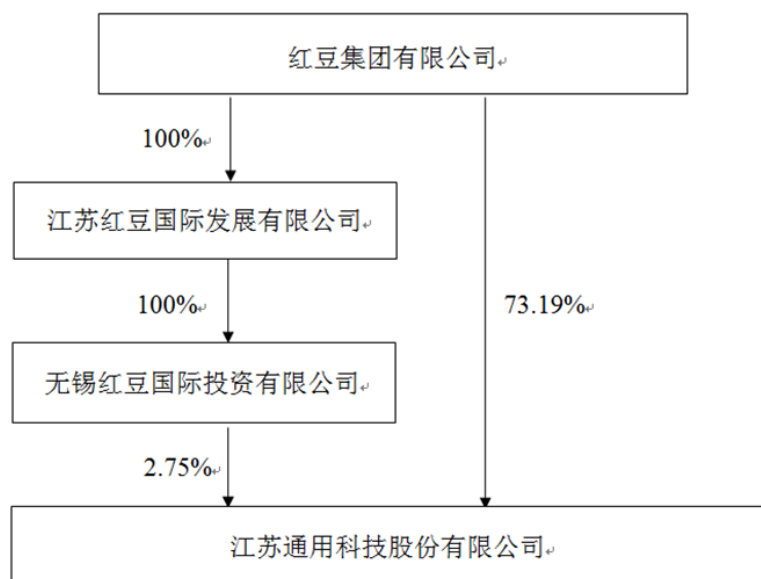 红豆集团有限公司
100%
江苏红豆国际发展有限公司
100%
73.19%
无锡红豆国际投资有限公司
2.75%
江苏通用科技股份有限公司